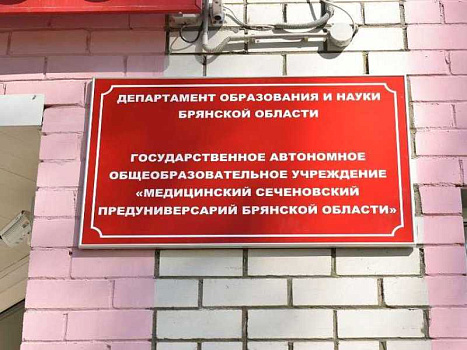 ДЕПАРТАМЕНТ ОБРАЗОВАНИЯ И НАУКИ
БРЯНСКОЙ ОБЛАСТИ
ГОСУДАРСТВЕННОЕ АВТОНОМНОЕ
ОБЩЕОБРАЗОВАТЕЛЬНОЕ УЧРЕЖДЕНИЕ
«МЕДИЦИНСКИЙ СЕЧЕНОВСКИЙ
ПРЕДУНИВЕРСАРИЙ БРЯНСКОЙ ОБЛАСТИ»